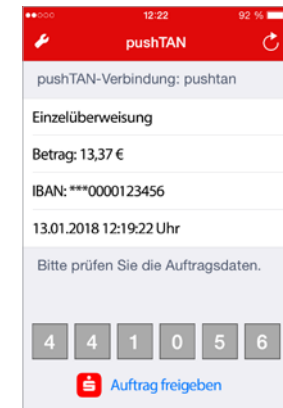 12:22 92 %
pushTAN
pushTAN-Verbindung: pushtan
Einzelüberweisung
Betrag: 13,37 €
IBAN: ***0000123456
13.01.2018 12:19:22 Uhr
Bitte prüfen Sie die Auftragsdaten.
4 4 1 0 5 6
Auftrag freigeben